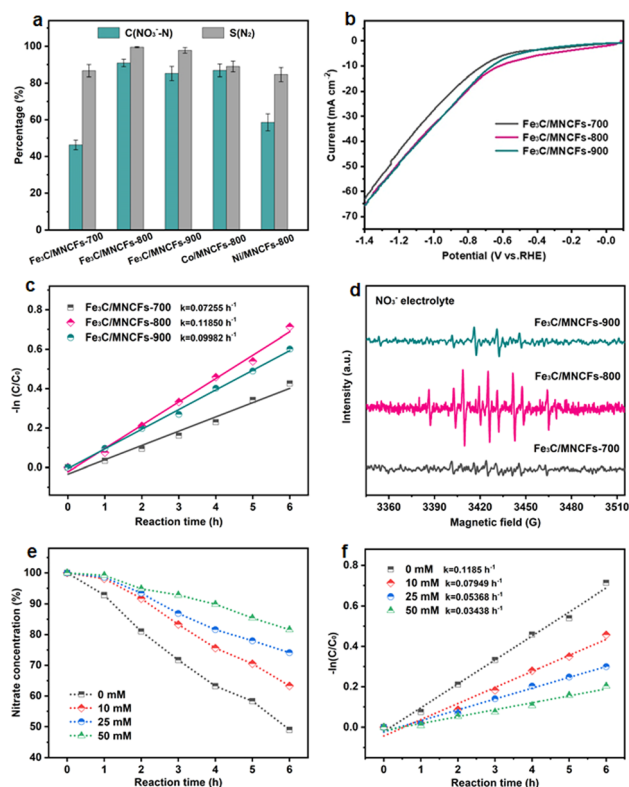 a
C(NO₃⁻-N) S(N₂)
Percentage (%)
100
80
60
40
20
0
Fe₃C/MNCFs-700 Fe₃C/MNCFs-800 Fe₃C/MNCFs-900 Co/MNCFs-800 Ni/MNCFs-800
b
Current (mA cm⁻²)
0
-10
-20
-30
-40
-50
-60
-70
Fe₃C/MNCFs-700
Fe₃C/MNCFs-800
Fe₃C/MNCFs-900
-1.4 -1.2 -1.0 -0.8 -0.6 -0.4 -0.2 0.0
Potential (V vs.RHE)
c
-ln (C/C₀)
Fe₃C/MNCFs-700 k=0.07255 h⁻¹
Fe₃C/MNCFs-800 k=0.11850 h⁻¹
Fe₃C/MNCFs-900 k=0.09982 h⁻¹
0.8
0.6
0.4
0.2
0.0
0 1 2 3 4 5 6
Reaction time (h)
d
NO₃⁻ electrolyte
Intensity (a.u.)
Fe₃C/MNCFs-900
Fe₃C/MNCFs-800
Fe₃C/MNCFs-700
3360 3390 3420 3450 3480 3510
Magnetic field (G)
e
Nitrate concentration (%)
100
90
80
70
60
50
40
0 mM
10 mM
25 mM
50 mM
0 1 2 3 4 5 6
Reaction time (h)
f
-ln(C/C₀)
0 mM k=0.1185 h⁻¹
10 mM k=0.07949 h⁻¹
25 mM k=0.05368 h⁻¹
50 mM k=0.03438 h⁻¹
0.8
0.6
0.4
0.2
0.0
0 1 2 3 4 5 6
Reaction time (h)